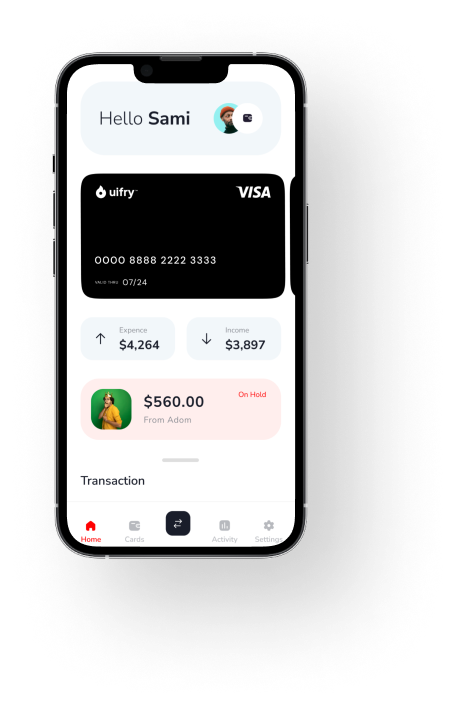 Hello Sami
uifry™
VISA
0000 8888 2222 3333
VALID THRU 07/24
Expence
$4,264
Income
$3,897
$560.00
On Hold
From Adom
Transaction
Home
Cards
Activity
Settings